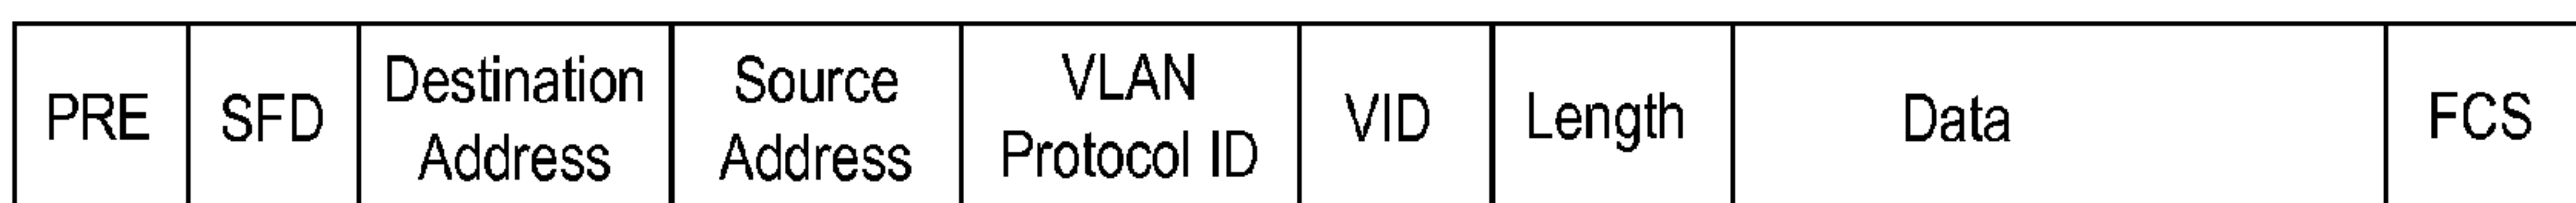 PRE SFD Destination Address Source Address VLAN Protocol ID VID Length Data FCS